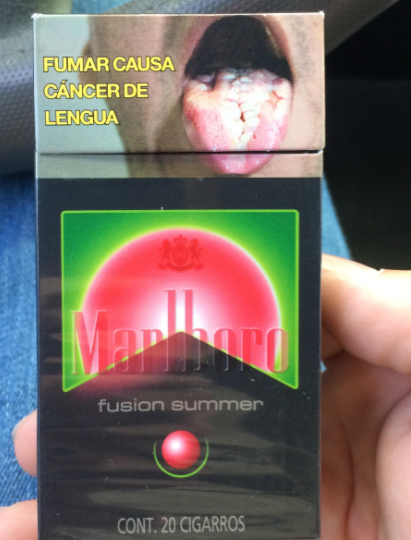 FUMAR CAUSA
CÁNCER DE
LENGUA
Marlboro
fusion summer
CONT. 20 CIGARROS